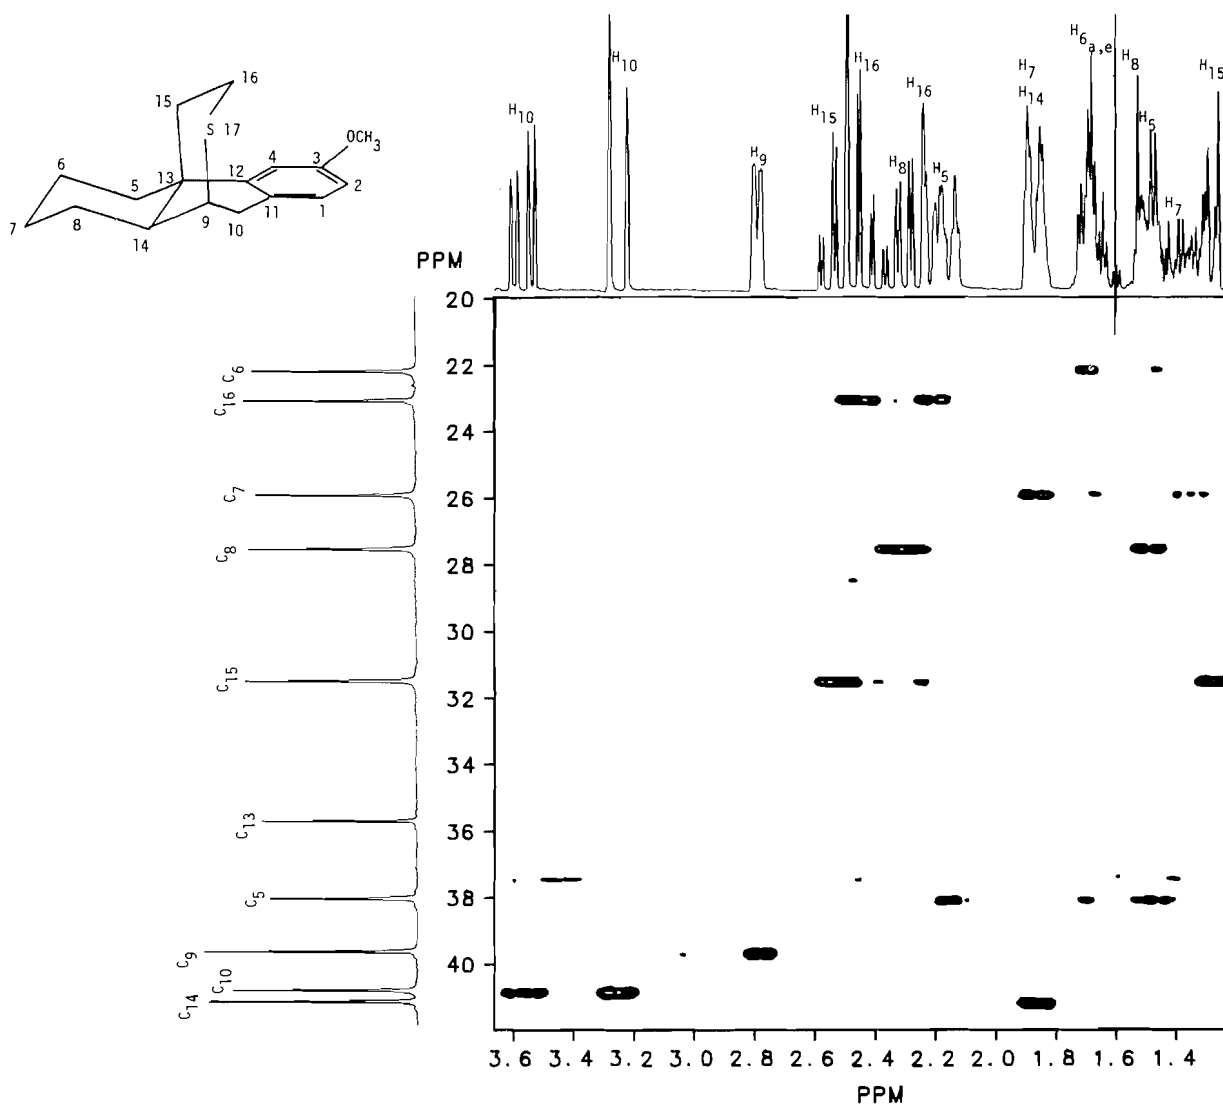 16
15
S 17
OCH3
6
5
13
12
4
3
2
7
8
9
11
1
14
10
H10
H10
H9
H15
H16
H8
H16
H5
H7
H14
H6a,e
H8
H5
H7
H15
PPM
20
22
24
26
28
30
32
34
36
38
40
C6
C16
C7
C8
C15
C13
C5
C9
C10
C14
3.6 3.4 3.2 3.0 2.8 2.6 2.4 2.2 2.0 1.8 1.6 1.4
PPM